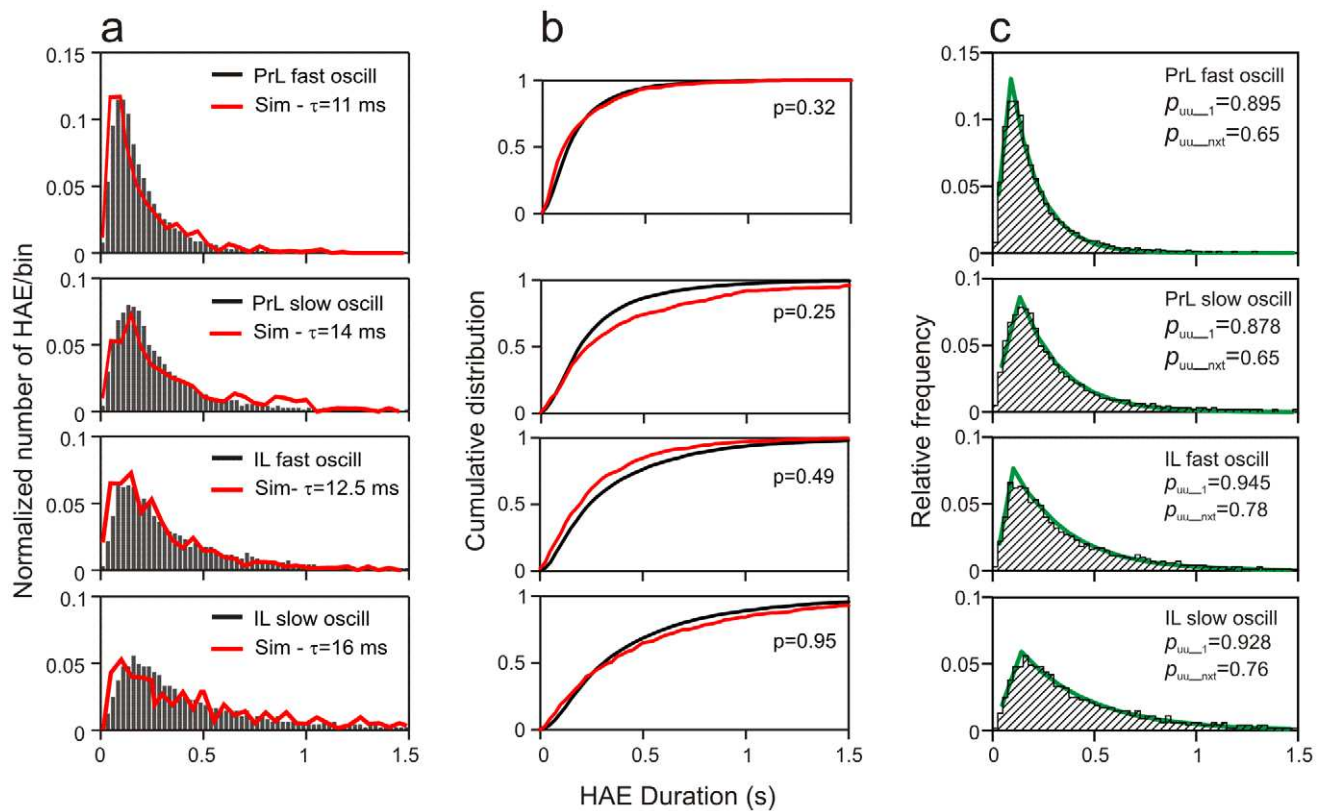 a
b
c
Normalized number of HAE/bin
0.15
0.1
0.05
0
PrL fast oscill
Sim - τ=11 ms
0.1
0.05
0
PrL slow oscill
Sim - τ=14 ms
0.1
0.05
0
IL fast oscill
Sim- τ=12.5 ms
0.1
0.05
0
IL slow oscill
Sim - τ=16 ms
0
0.5
1
1.5
Cumulative distribution
1
0.5
0
p=0.32
1
0.5
0
p=0.25
1
0.5
0
p=0.49
1
0.5
0
p=0.95
0
0.5
1
1.5
HAE Duration (s)
Relative frequency
0.15
0.1
0.05
0
PrL fast oscill
p_uu_1=0.895
p_uu_nxt=0.65
0.1
0.05
0
PrL slow oscill
p_uu_1=0.878
p_uu_nxt=0.65
0.1
0.05
0
IL fast oscill
p_uu_1=0.945
p_uu_nxt=0.78
0.1
0.05
0
IL slow oscill
p_uu_1=0.928
p_uu_nxt=0.76
0
0.5
1
1.5